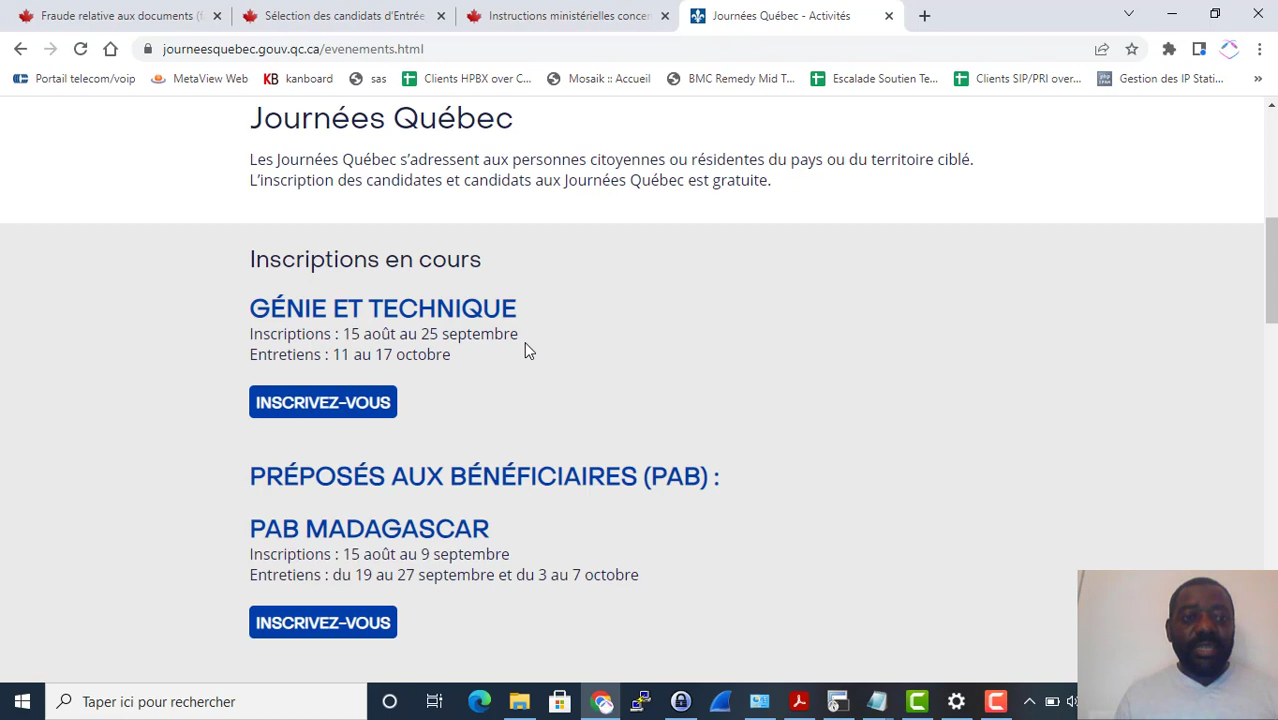 Fraude relative aux documents (f
Sélection des candidats d'Entrée
Instructions ministérielles concer
Journées Québec - Activités
journeesquebec.gouv.qc.ca/evenements.html
Portail telecom/voip
MetaView Web
KB kanboard
sas
Clients HPBX over C...
Mosaik :: Accueil
BMC Remedy Mid T...
Escalade Soutien Te...
Clients SIP/PRI over...
Gestion des IP Stati...
Journées Québec
Les Journées Québec s'adressent aux personnes citoyennes ou résidentes du pays ou du territoire ciblé.
L'inscription des candidates et candidats aux Journées Québec est gratuite.
Inscriptions en cours
GÉNIE ET TECHNIQUE
Inscriptions : 15 août au 25 septembre
Entretiens : 11 au 17 octobre
INSCRIVEZ-VOUS
PRÉPOSÉS AUX BÉNÉFICIAIRES (PAB) :
PAB MADAGASCAR
Inscriptions : 15 août au 9 septembre
Entretiens : du 19 au 27 septembre et du 3 au 7 octobre
INSCRIVEZ-VOUS
Taper ici pour rechercher